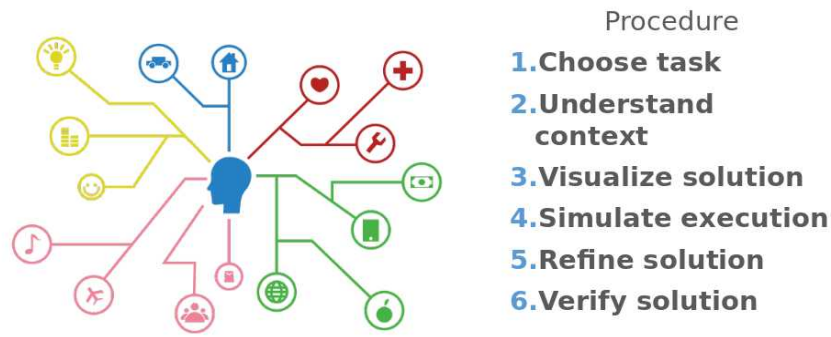 Procedure
1.Choose task
2.Understand
context
3.Visualize solution
4.Simulate execution
5.Refine solution
6.Verify solution